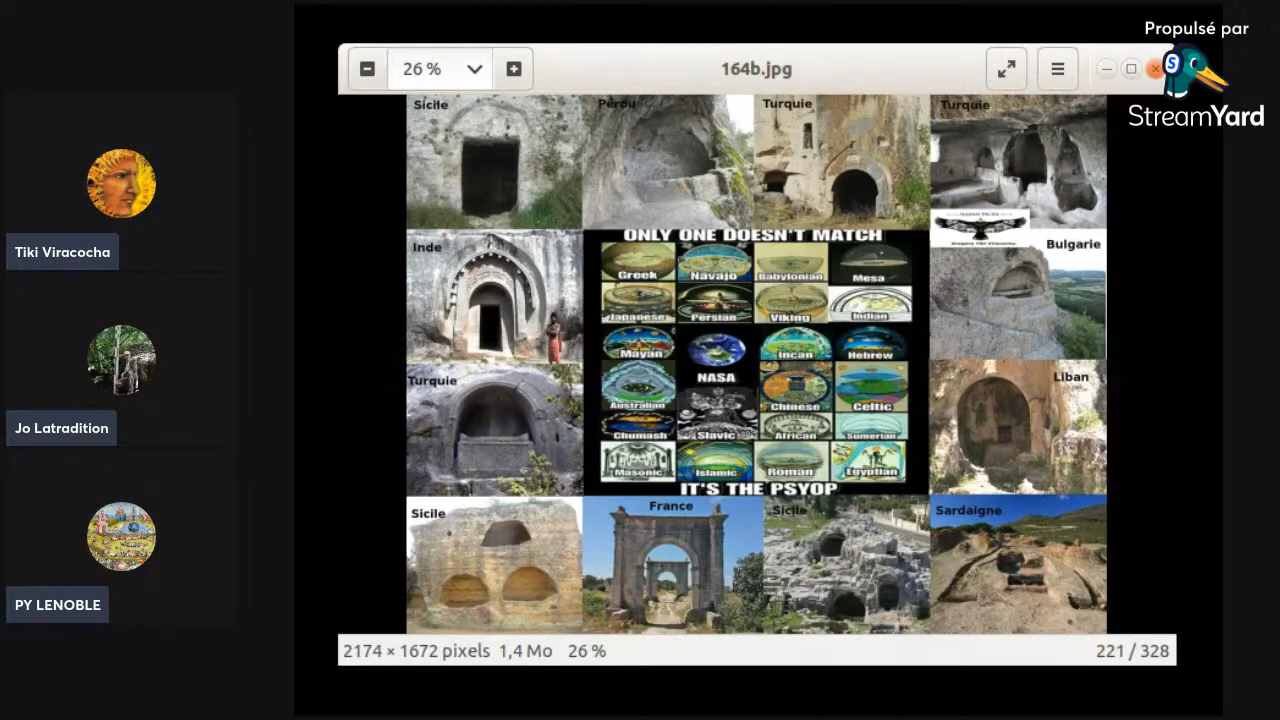 Propulsé par
StreamYard
26 %
164b.jpg
Tiki Viracocha
Jo Latradition
PY LENOBLE
Sicile
Pérou
Turquie
Turquie
Inde
Bulgarie
Turquie
Liban
ONLY ONE DOESN'T MATCH
Greek
Navajo
Babylonian
Mesa
Japanese
Persian
Viking
Indian
Mayan
NASA
Incan
Hebrew
Australian
Slavic
Chinese
Celtic
Chumash
African
Sumerian
Masonic
Islamic
Roman
Egyptian
IT'S THE PSYOP
Sicile
France
Sicile
Sardaigne
2174 × 1672 pixels 1,4 Mo 26 %
221 / 328